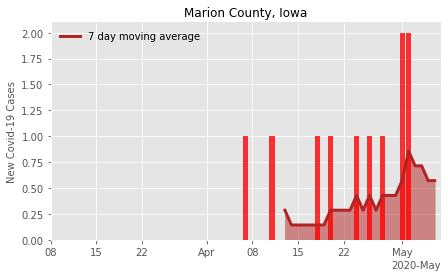 Marion County, Iowa
7 day moving average
New Covid-19 Cases
2.00
1.75
1.50
1.25
1.00
0.75
0.50
0.25
0.00
08 15 22 Apr 08 15 22 May
2020-May